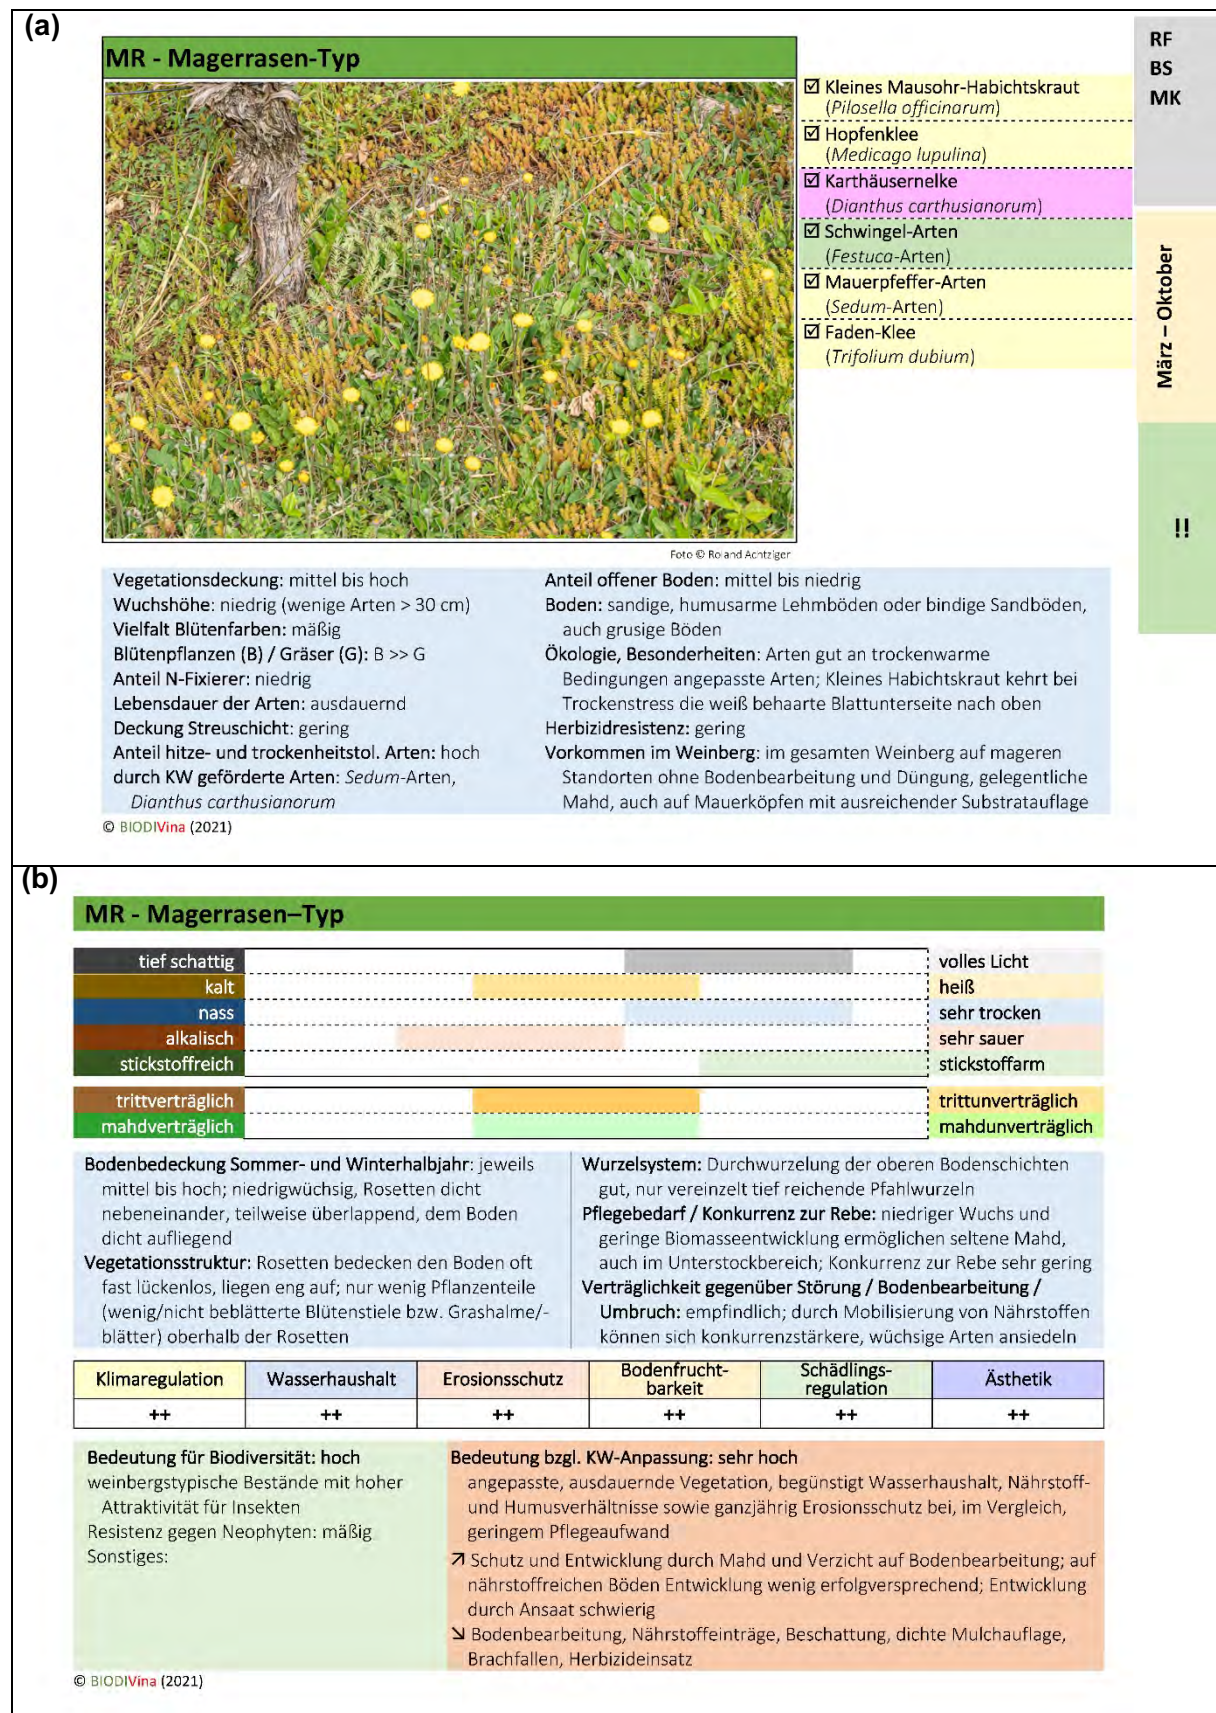 (a)
MR - Magerrasen-Typ
☑ Kleines Mausohr-Habichtskraut
(Pilosella officinarum)
☑ Hopfenklee
(Medicago lupulina)
☑ Karthäusernelke
(Dianthus carthusianorum)
☑ Schwingel-Arten
(Festuca-Arten)
☑ Mauerpfeffer-Arten
(Sedum-Arten)
☑ Faden-Klee
(Trifolium dubium)
RF
BS
MK
März – Oktober
!!
Foto © Roland Achtziger
Vegetationsdeckung: mittel bis hoch
Wuchshöhe: niedrig (wenige Arten > 30 cm)
Vielfalt Blütenfarben: mäßig
Blütenpflanzen (B) / Gräser (G): B >> G
Anteil N-Fixierer: niedrig
Lebensdauer der Arten: ausdauernd
Deckung Streuschicht: gering
Anteil hitze- und trockenheitstol. Arten: hoch
durch KW geförderte Arten: Sedum-Arten,
Dianthus carthusianorum
Anteil offener Boden: mittel bis niedrig
Boden: sandige, humusarme Lehmböden oder bindige Sandböden,
auch grusige Böden
Ökologie, Besonderheiten: Arten gut an trockenwarme
Bedingungen angepasste Arten; Kleines Habichtskraut kehrt bei
Trockenstress die weiß behaarte Blattunterseite nach oben
Herbizidresistenz: gering
Vorkommen im Weinberg: im gesamten Weinberg auf mageren
Standorten ohne Bodenbearbeitung und Düngung, gelegentliche
Mahd, auch auf Mauerköpfen mit ausreichender Substratauflage
© BIODIVina (2021)
(b)
MR - Magerrasen–Typ
tief schattig volles Licht
kalt heiß
nass sehr trocken
alkalisch sehr sauer
stickstoffreich stickstoffarm
trittverträglich trittunverträglich
mahdverträglich mahdunverträglich
Bodenbedeckung Sommer- und Winterhalbjahr: jeweils
mittel bis hoch; niedrigwüchsig, Rosetten dicht
nebeneinander, teilweise überlappend, dem Boden
dicht aufliegend
Vegetationsstruktur: Rosetten bedecken den Boden oft
fast lückenlos, liegen eng auf; nur wenig Pflanzenteile
(wenig/nicht beblätterte Blütenstiele bzw. Grashalme/-
blätter) oberhalb der Rosetten
Wurzelsystem: Durchwurzelung der oberen Bodenschichten
gut, nur vereinzelt tief reichende Pfahlwurzeln
Pflegebedarf / Konkurrenz zur Rebe: niedriger Wuchs und
geringe Biomasseentwicklung ermöglichen seltene Mahd,
auch im Unterstockbereich; Konkurrenz zur Rebe sehr gering
Verträglichkeit gegenüber Störung / Bodenbearbeitung /
Umbruch: empfindlich; durch Mobilisierung von Nährstoffen
können sich konkurrenzstärkere, wüchsige Arten ansiedeln
Klimaregulation Wasserhaushalt Erosionsschutz Bodenfrucht-
barkeit Schädlings-
regulation Ästhetik
++ ++ ++ ++ ++ ++
Bedeutung für Biodiversität: hoch
weinbergstypische Bestände mit hoher
Attraktivität für Insekten
Resistenz gegen Neophyten: mäßig
Sonstiges:
Bedeutung bzgl. KW-Anpassung: sehr hoch
angepasste, ausdauernde Vegetation, begünstigt Wasserhaushalt, Nährstoff-
und Humusverhältnisse sowie ganzjährig Erosionsschutz bei, im Vergleich,
geringem Pflegeaufwand
↗ Schutz und Entwicklung durch Mahd und Verzicht auf Bodenbearbeitung; auf
nährstoffreichen Böden Entwicklung wenig erfolgversprechend; Entwicklung
durch Ansaat schwierig
↘ Bodenbearbeitung, Nährstoffeinträge, Beschattung, dichte Mulchauflage,
Brachfallen, Herbizideinsatz
© BIODIVina (2021)